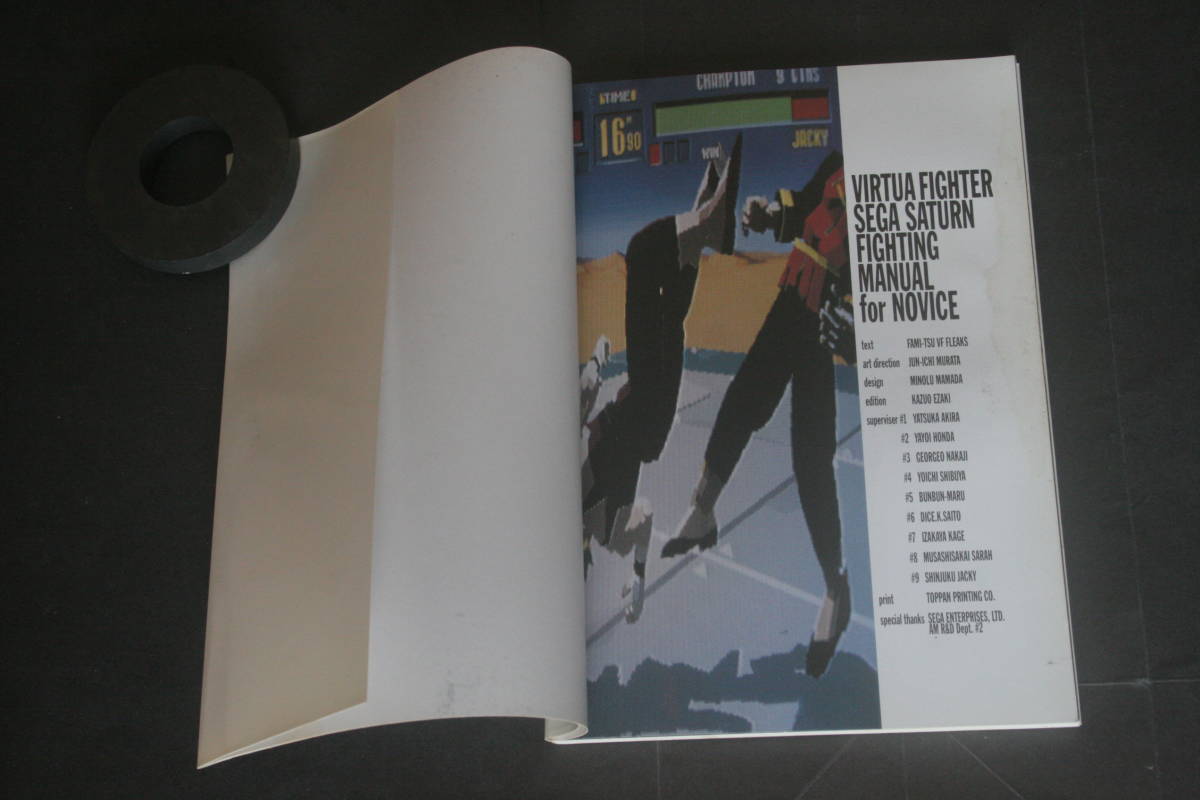 CHAMPION 9 CTNS
TIME
16"90
WIN
JACKY
VIRTUA FIGHTER
SEGA SATURN
FIGHTING
MANUAL
for NOVICE
text FAMI-TSU VF FLEAKS
art direction JUN-ICHI MURATA
design MINOLU MAMADA
edition KAZUO EZAKI
superviser #1 YATSUKA AKIRA
#2 YAYOI HONDA
#3 GEORGEO NAKAJI
#4 YOICHI SHIBUYA
#5 BUNBUN-MARU
#6 DICE.K.SAITO
#7 IZAKAYA KAGE
#8 MUSASHISAKAI SARAH
#9 SHINJUKU JACKY
print TOPPAN PRINTING CO.
special thanks SEGA ENTERPRISES, LTD.
AM R&D Dept. #2